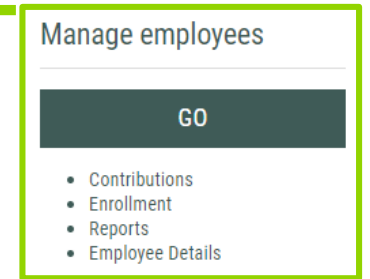 Manage employees
GO
• Contributions
• Enrollment
• Reports
• Employee Details